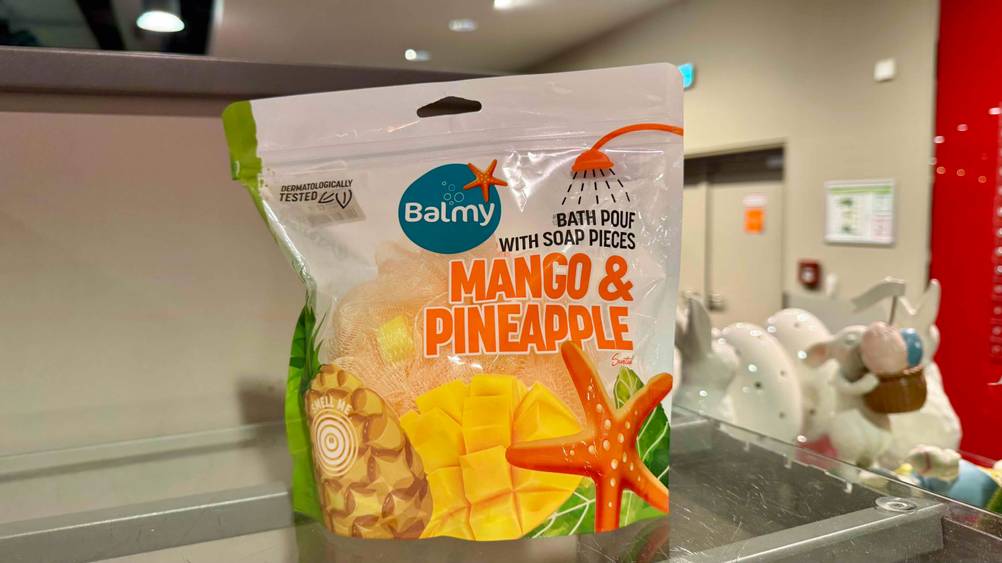 DERMATOLOGICALLY
TESTED
Balmy
BATH POUF
WITH SOAP PIECES
MANGO &
PINEAPPLE
Scented
SMELL ME